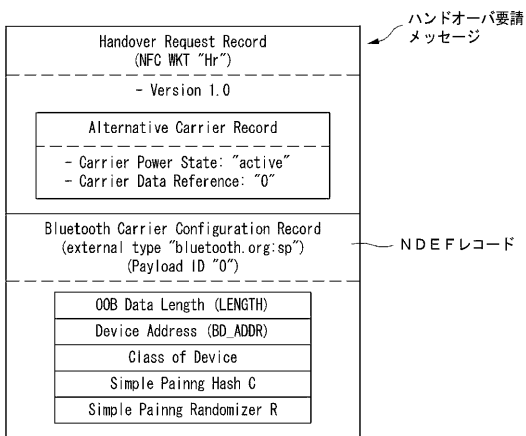 ハンドオーバ要請
メッセージ
Handover Request Record
(NFC WKT "Hr")
- Version 1.0
Alternative Carrier Record
- Carrier Power State: "active"
- Carrier Data Reference: "0"
Bluetooth Carrier Configuration Record
(external type "bluetooth.org:sp")
(Payload ID "0")
NDEFレコード
OOB Data Length (LENGTH)
Device Address (BD_ADDR)
Class of Device
Simple Painng Hash C
Simple Painng Randomizer R